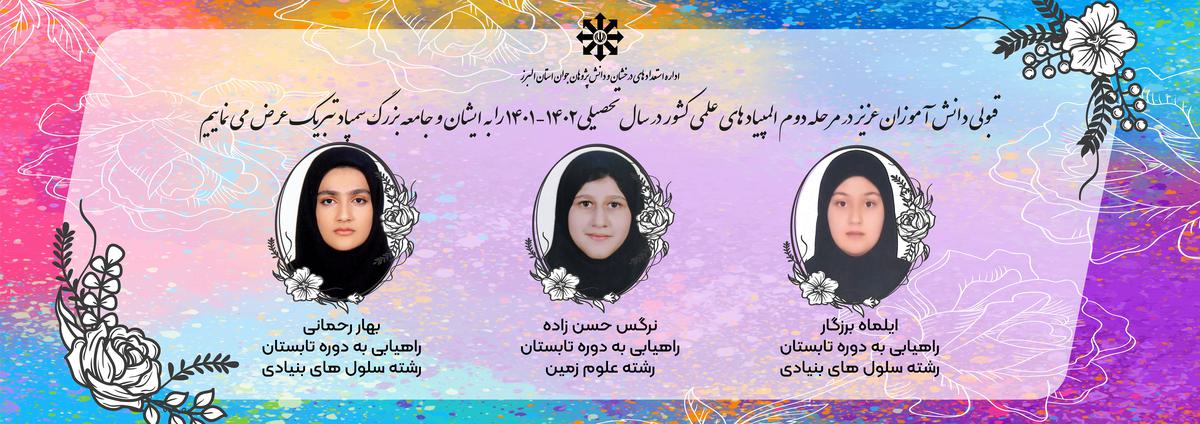 اداره استعدادهای درخشان و دانش پژوهان جوان استان البرز
قبولی دانش آموزان عزیز در مرحله دوم المپیادهای علمی کشور در سال تحصیلی ۱۴۰۲-۱۴۰۱ را به ایشان و جامعه بزرگ سمپاد تبریک عرض می نماییم
ایلماه برزگار
راهیابی به دوره تابستان
رشته سلول های بنیادی
نرگس حسن زاده
راهیابی به دوره تابستان
رشته علوم زمین
بهار رحمانی
راهیابی به دوره تابستان
رشته سلول های بنیادی